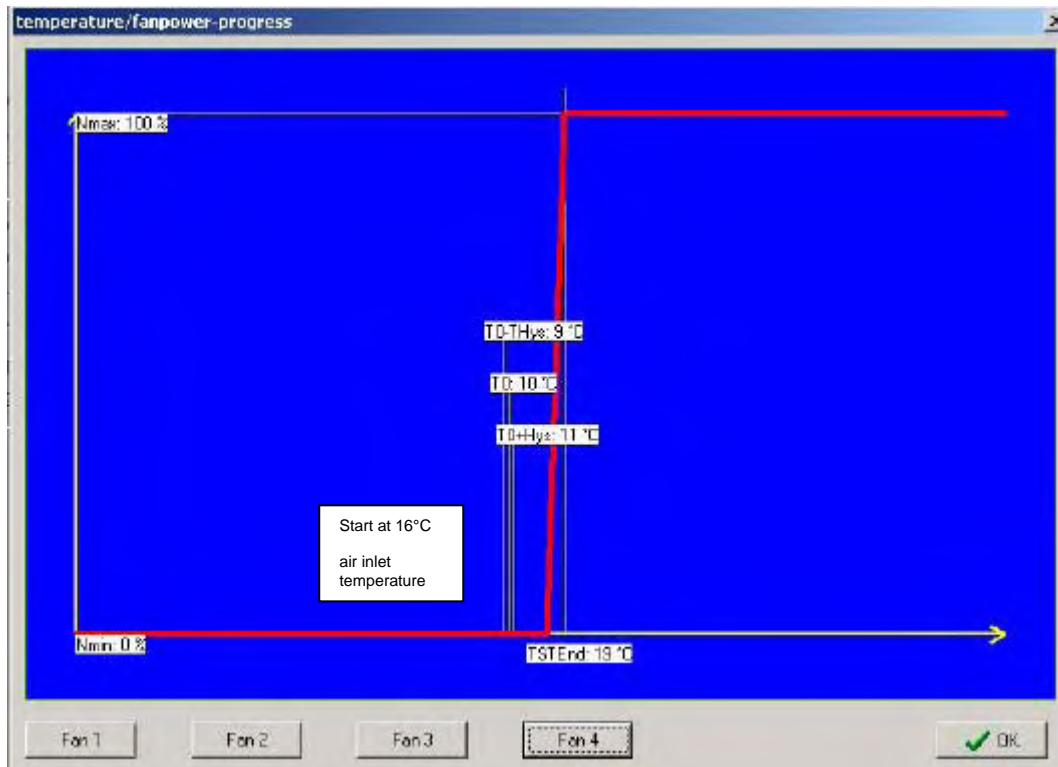 temperature/fanpower-progress
Nmax: 100 %
T0-THys: 9 °C
T0: 10 °C
T0+Hys: 11 °C
Start at 16°C
air inlet
temperature
Nmin: 0 %
TSTEnd: 19 °C
Fan 1
Fan 2
Fan 3
Fan 4
OK